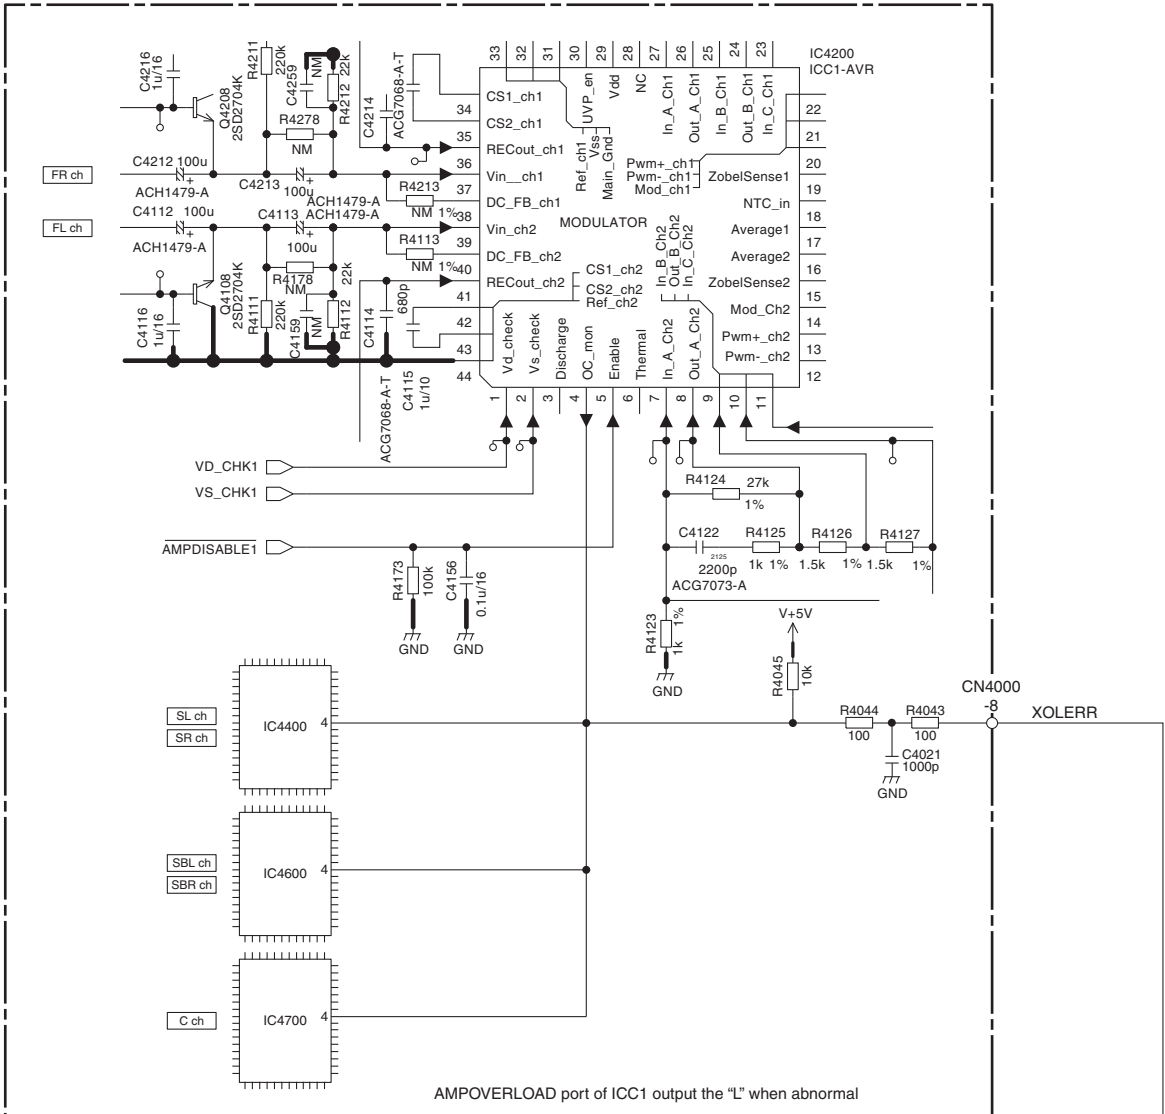 C4216
1u/16
Q4208
2SD2704K
R4211
220k
C4259
NM
22k
R4212
R4278
NM
C4214
ACG7068-A-T
FR ch
C4212 100u
+
ACH1479-A
C4213
100u
+
ACH1479-A
R4213
NM 1%
FL ch
C4112 100u
+
ACH1479-A
C4113
ACH1479-A
+
100u
R4113
NM 1%
C4116
1u/16
Q4108
2SD2704K
R4111
220k
R4178
NM
C4159
NM
22k
R4112
C4114
680p
ACG7068-A-T
C4115
1u/10
IC4200
ICC1-AVR
33
32
31
30
29
28
27
26
25
24
23
UVP_en
Vdd
NC
In_A_Ch1
Out_A_Ch1
In_B_Ch1
Out_B_Ch1
In_C_Ch1
Ref_ch1
Vss
Main_Gnd
CS1_ch1
34
CS2_ch1
35
RECout_ch1
36
Vin__ch1
37
DC_FB_ch1
38
Vin_ch2
39
DC_FB_ch2
40
RECout_ch2
41
42
43
44
MODULATOR
CS1_ch2
CS2_ch2
Ref_ch2
Pwm+_ch1
Pwm-_ch1
Mod_ch1
22
21
20
ZobelSense1
19
NTC_in
18
Average1
17
Average2
16
ZobelSense2
15
Mod_Ch2
14
Pwm+_ch2
13
Pwm-_ch2
12
In_B_Ch2
Out_B_Ch2
In_C_Ch2
Vd_check
Vs_check
Discharge
OC_mon
Enable
Thermal
In_A_Ch2
Out_A_Ch2
1
2
3
4
5
6
7
8
9
10
11
VD_CHK1
VS_CHK1
AMPDISABLE1
R4173
100k
GND
C4156
0.1u/16
GND
R4124 27k
1%
C4122
2125
2200p
ACG7073-A
R4125
1k 1%
R4126
1.5k 1%
R4127
1.5k 1%
R4123
1k 1%
GND
V+5V
R4045
10k
SL ch
SR ch
IC4400
4
R4044
100
R4043
100
C4021
1000p
GND
CN4000
-8
XOLERR
SBL ch
SBR ch
IC4600
4
C ch
IC4700
4
AMPOVERLOAD port of ICC1 output the “L” when abnormal